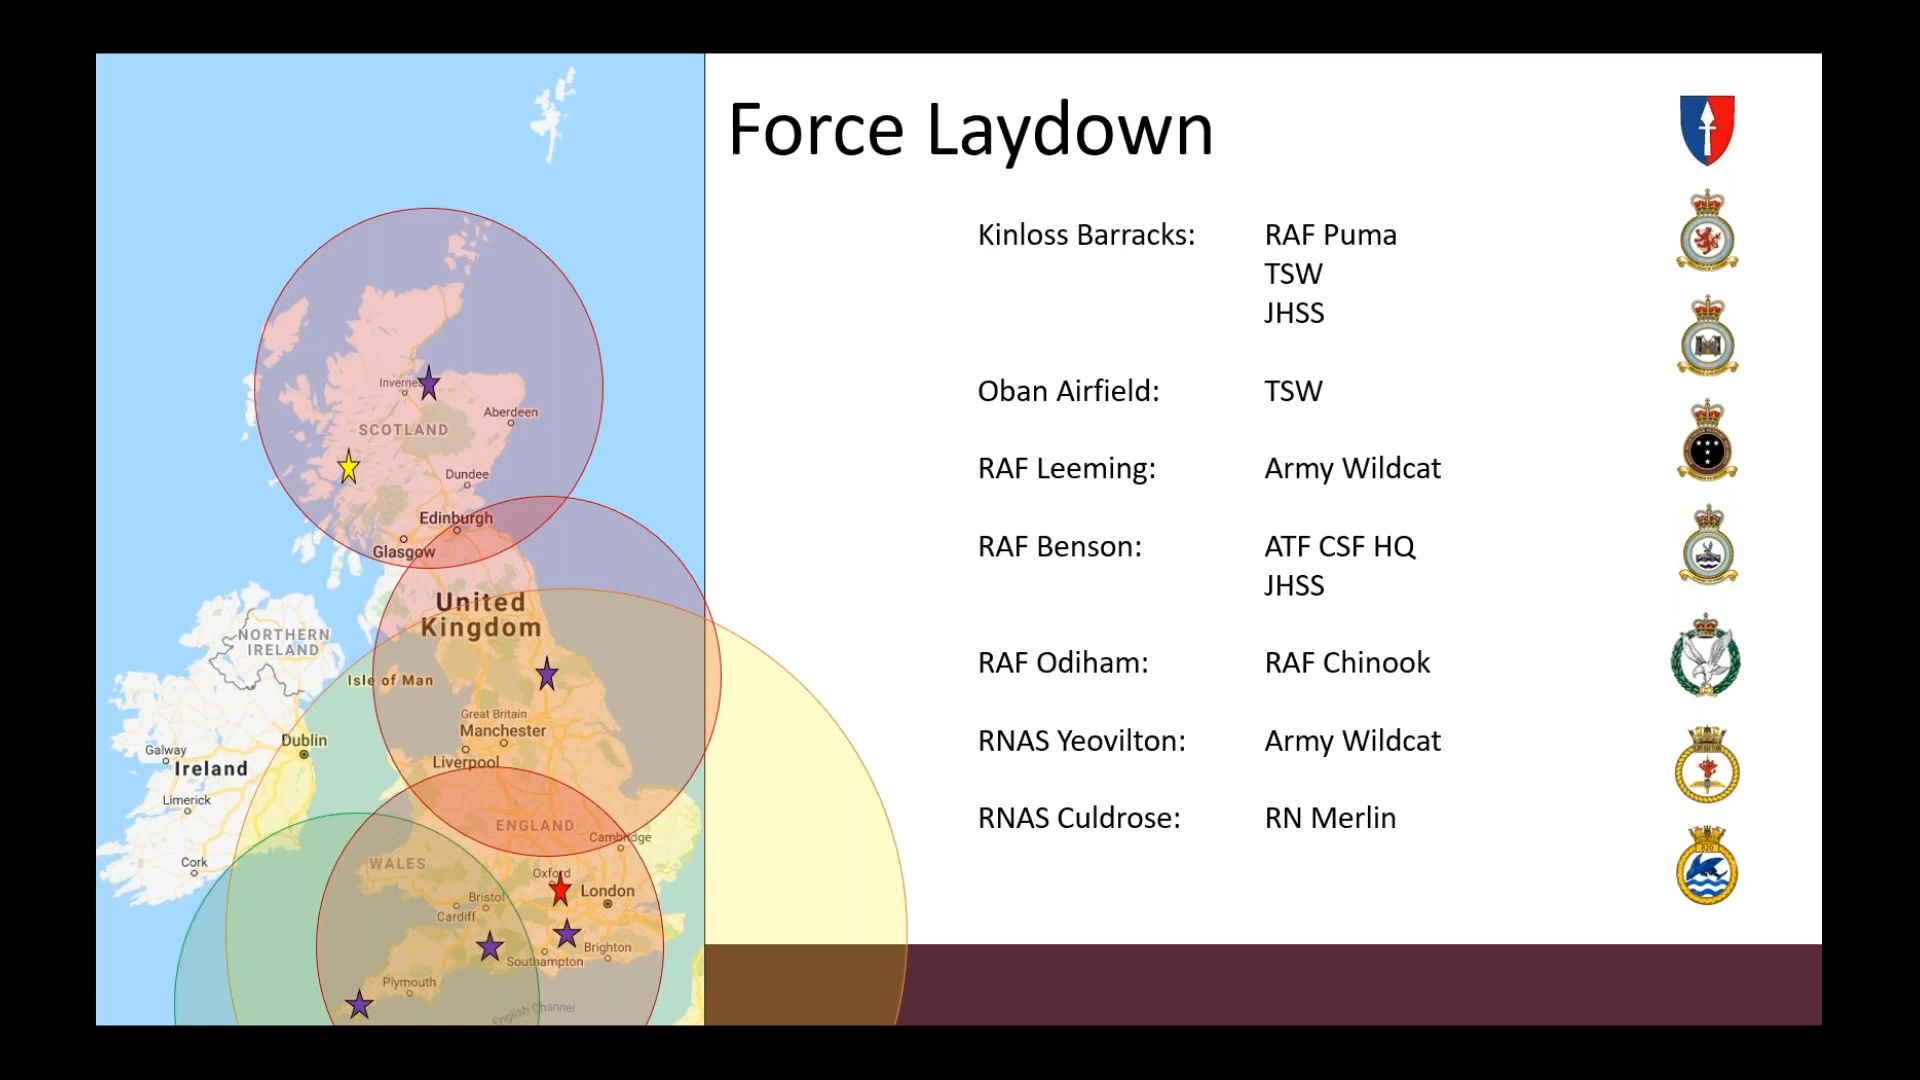 Force Laydown
Kinloss Barracks: RAF Puma
TSW
JHSS
Oban Airfield: TSW
RAF Leeming: Army Wildcat
RAF Benson: ATF CSF HQ
JHSS
RAF Odiham: RAF Chinook
RNAS Yeovilton: Army Wildcat
RNAS Culdrose: RN Merlin
Inverne
Aberdeen
SCOTLAND
Dundee
Edinburgh
Glasgow
United
Kingdom
NORTHERN
IRELAND
Isle of Man
Great Britain
Manchester
Dublin
Liverpool
Galway
Ireland
Limerick
ENGLAND
Cambridge
Cork
WALES
Oxford
London
Bristol
Cardiff
Brighton
Southampton
Plymouth
English Channel
820